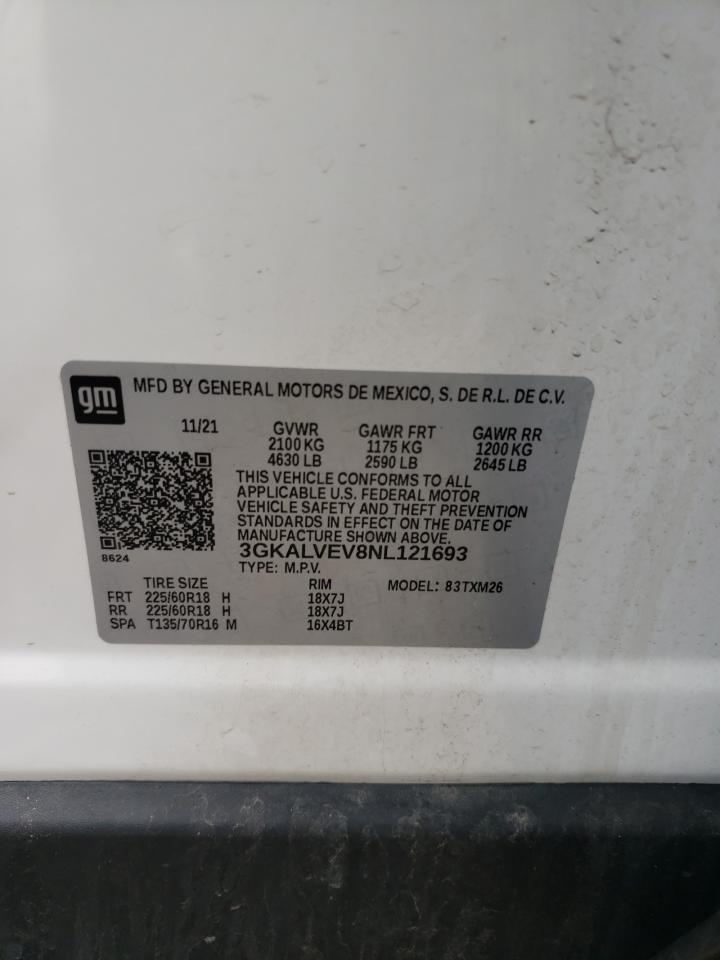 gm MFD BY GENERAL MOTORS DE MEXICO, S. DE R.L. DE C.V.
11/21 GVWR GAWR FRT GAWR RR
2100 KG 1175 KG 1200 KG
4630 LB 2590 LB 2645 LB
THIS VEHICLE CONFORMS TO ALL
APPLICABLE U.S. FEDERAL MOTOR
VEHICLE SAFETY AND THEFT PREVENTION
STANDARDS IN EFFECT ON THE DATE OF
MANUFACTURE SHOWN ABOVE.
8624 3GKALVEV8NL121693
TYPE: M.P.V.
TIRE SIZE RIM MODEL: 83TXM26
FRT 225/60R18 H 18X7J
RR 225/60R18 H 18X7J
SPA T135/70R16 M 16X4BT